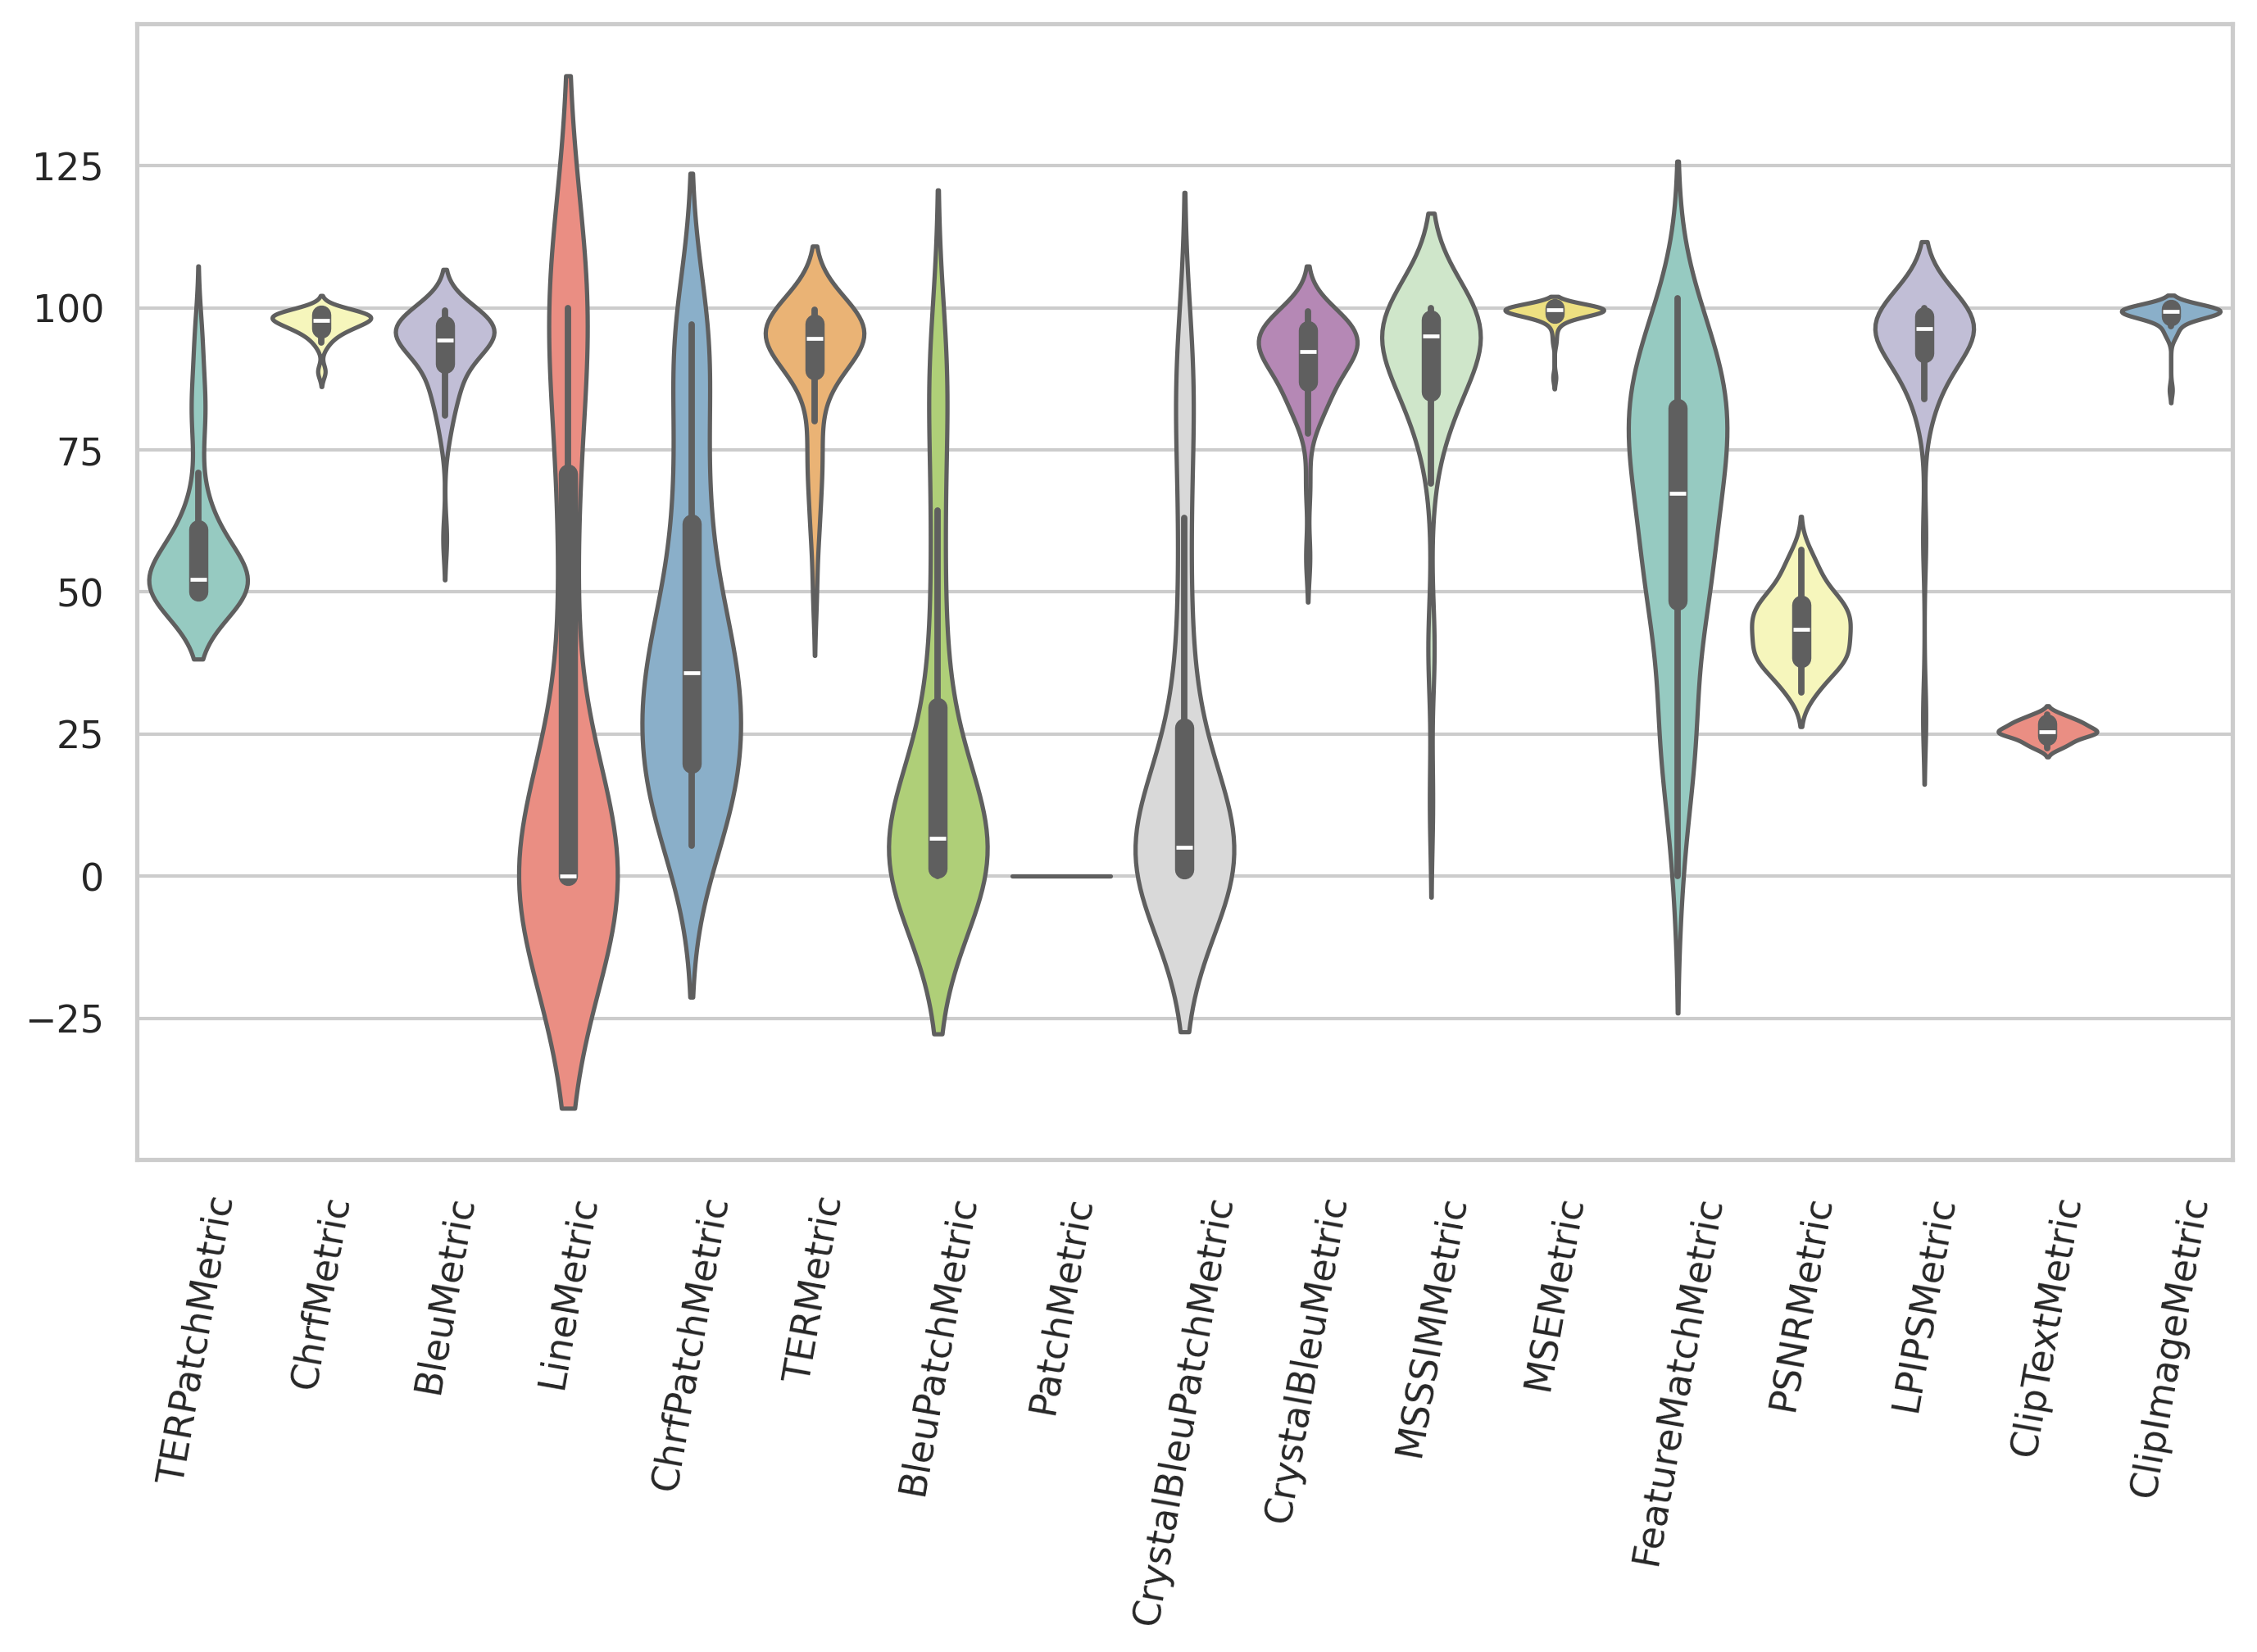 125
100
75
50
25
0
−25
TERPatchMetric
ChrfMetric
BleuMetric
LineMetric
ChrfPatchMetric
TERMetric
BleuPatchMetric
PatchMetric
CrystalBleuPatchMetric
CrystalBleuMetric
MSSSIMMetric
MSEMetric
FeatureMatchMetric
PSNRMetric
LPIPSMetric
ClipTextMetric
ClipImageMetric